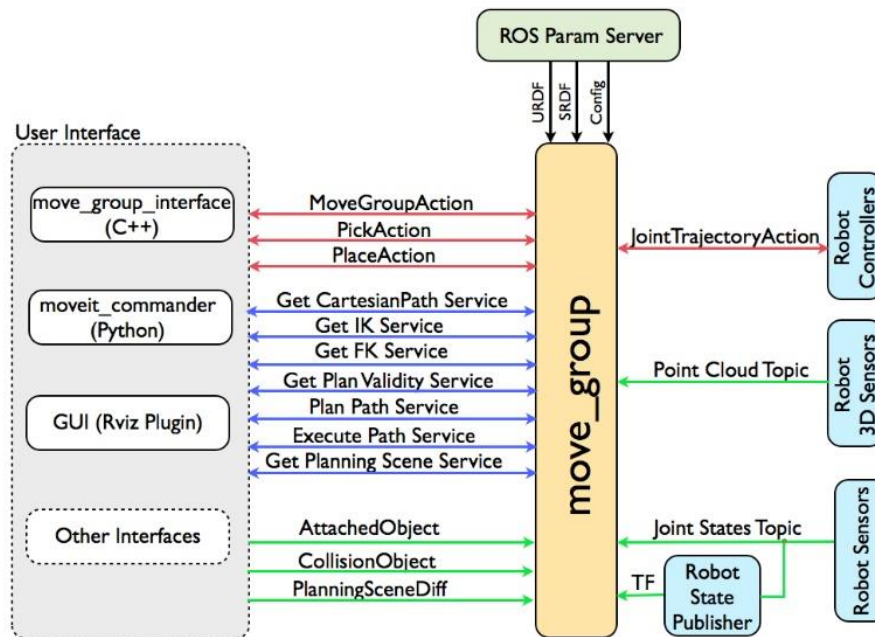 ROS Param Server
URDF
SRDF
Config
User Interface
move_group_interface
(C++)
moveit_commander
(Python)
GUI (Rviz Plugin)
Other Interfaces
MoveGroupAction
PickAction
PlaceAction
Get CartesianPath Service
Get IK Service
Get FK Service
Get Plan Validity Service
Plan Path Service
Execute Path Service
Get Planning Scene Service
AttachedObject
CollisionObject
PlanningSceneDiff
move_group
JointTrajectoryAction
Robot
Controllers
Point Cloud Topic
Robot
3D Sensors
Joint States Topic
TF
Robot
State
Publisher
Robot Sensors